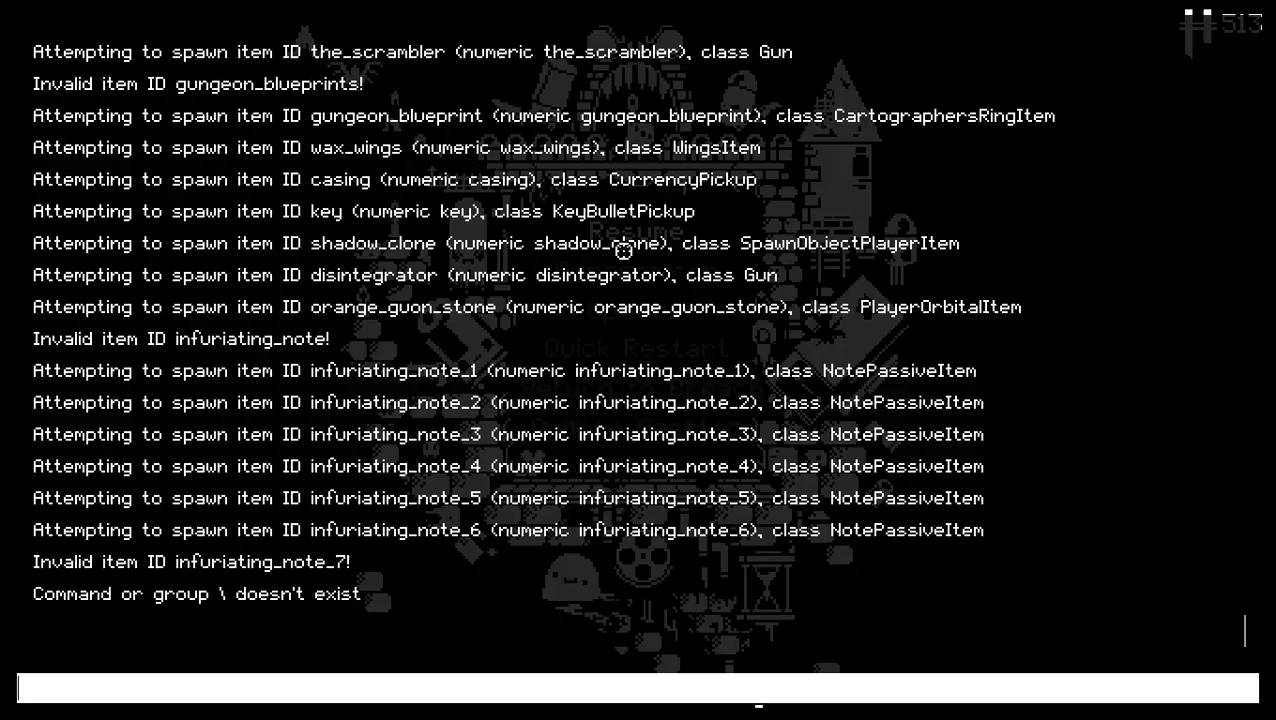 513
Attempting to spawn item ID the_scrambler (numeric the_scrambler), class Gun
Invalid item ID gungeon_blueprints!
Attempting to spawn item ID gungeon_blueprint (numeric gungeon_blueprint), class CartographersRingItem
Attempting to spawn item ID wax_wings (numeric wax_wings), class WingsItem
Attempting to spawn item ID casing (numeric casing), class CurrencyPickup
Attempting to spawn item ID key (numeric key), class KeyBulletPickup
Resume
Attempting to spawn item ID shadow_clone (numeric shadow_clone), class SpawnObjectPlayerItem
Attempting to spawn item ID disintegrator (numeric disintegrator), class Gun
Attempting to spawn item ID orange_guon_stone (numeric orange_guon_stone), class PlayerOrbitalItem
Invalid item ID infuriating_note!
Quick Restart
Attempting to spawn item ID infuriating_note_1 (numeric infuriating_note_1), class NotePassiveItem
Attempting to spawn item ID infuriating_note_2 (numeric infuriating_note_2), class NotePassiveItem
Attempting to spawn item ID infuriating_note_3 (numeric infuriating_note_3), class NotePassiveItem
Attempting to spawn item ID infuriating_note_4 (numeric infuriating_note_4), class NotePassiveItem
Attempting to spawn item ID infuriating_note_5 (numeric infuriating_note_5), class NotePassiveItem
Attempting to spawn item ID infuriating_note_6 (numeric infuriating_note_6), class NotePassiveItem
Invalid item ID infuriating_note_7!
Command or group \ doesn't exist